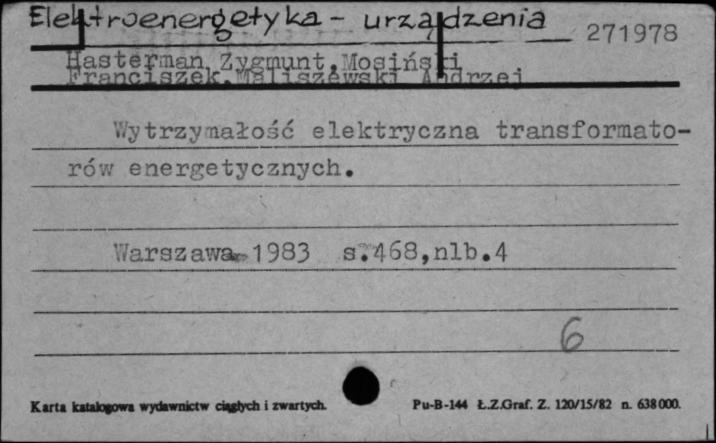 Elektroenergetyka - urządzenia
271978
Hasterman Zygmunt, Mosiński
Franciszek, Maliszewski Andrzej
Wytrzymałość elektryczna transformato-
rów energetycznych.
Warszawa 1983 s.468,nlb.4
6
Karta katalogowa wydawnictw ciągłych i zwartych. Pu-B-144 Ł.Z.Graf. Z. 120/15/82 n. 638000.